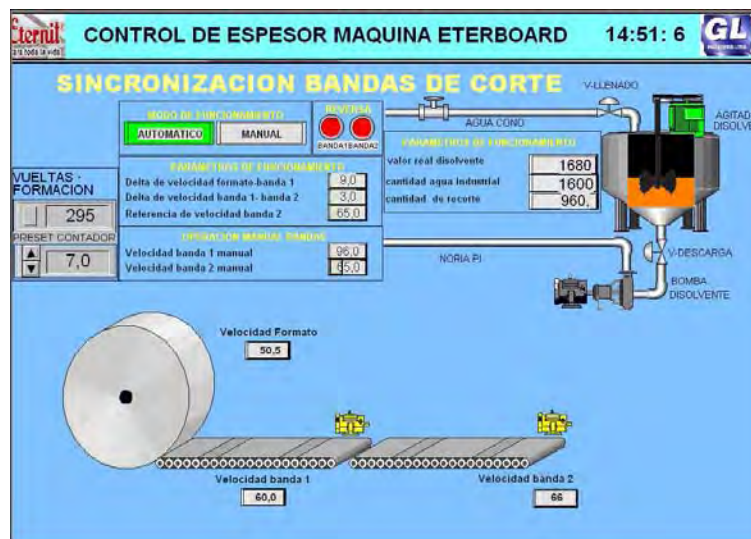 Eternit
CONTROL DE ESPESOR MAQUINA ETERBOARD
14:51: 6
GL
SINCRONIZACION BANDAS DE CORTE
V-LLENADO
MODO DE FUNCIONAMIENTO
REVERSO
AUTOMATICO
MANUAL
BANDA1
BANDA2
AGUA COND
AGITAD
DISOLVE
PARAMETROS DE FUNCIONAMIENTO
valor real disolvente
1680
cantidad agua Industrial
1600
cantidad de recorte
960,
PARAMETROS DE FUNCIONAMIENTO
Delta de velocidad formato-banda 1
9,0
Delta de velocidad banda 1- banda 2
3,0
Referencia de velocidad banda 2
65,0
VUELTAS -
FORMACION
295
PRESET CONTADOR
7,0
OPERACION MANUAL BANDAS
Velocidad banda 1 manual
96,0
Velocidad banda 2 manual
65,0
NORIA PI
V-DESCARGA
BOMBA
DISOLVENTE
Velocidad Formato
50,5
Velocidad banda 1
60,0
Velocidad banda 2
66